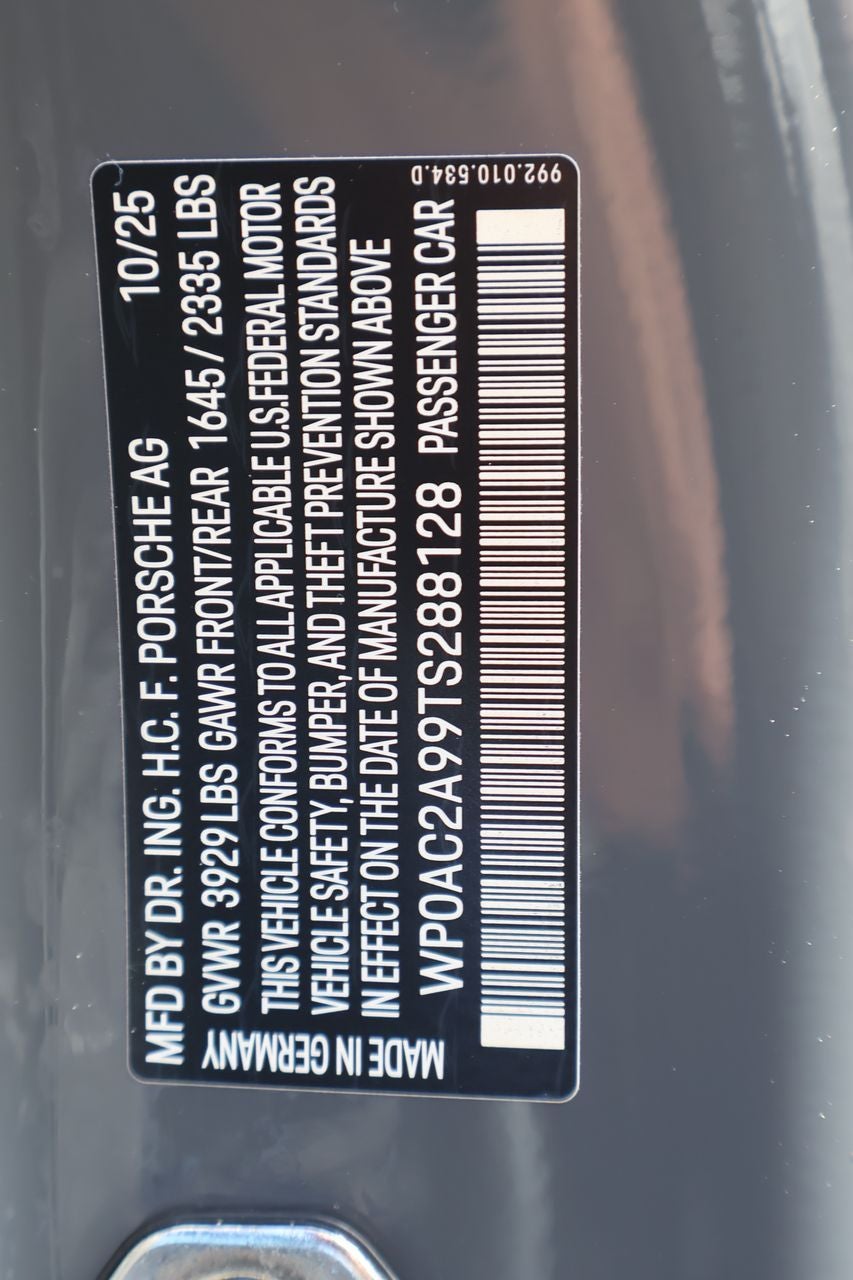 MFD BY DR. ING. H.C. F. PORSCHE AG 10/25
GVWR 3929 LBS GAWR FRONT/REAR 1645 / 2335 LBS
THIS VEHICLE CONFORMS TO ALL APPLICABLE U.S.FEDERAL MOTOR
VEHICLE SAFETY, BUMPER, AND THEFT PREVENTION STANDARDS
IN EFFECT ON THE DATE OF MANUFACTURE SHOWN ABOVE
WP0AC2A99TS288128 PASSENGER CAR
MADE IN GERMANY
992.010.534.D